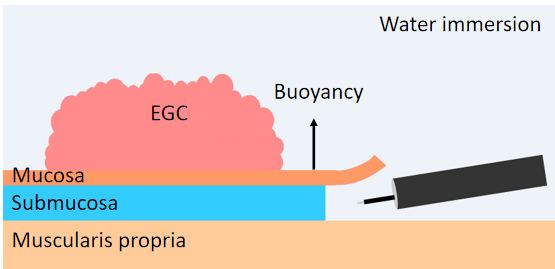 Water immersion
Buoyancy
EGC
Mucosa
Submucosa
Muscularis propria